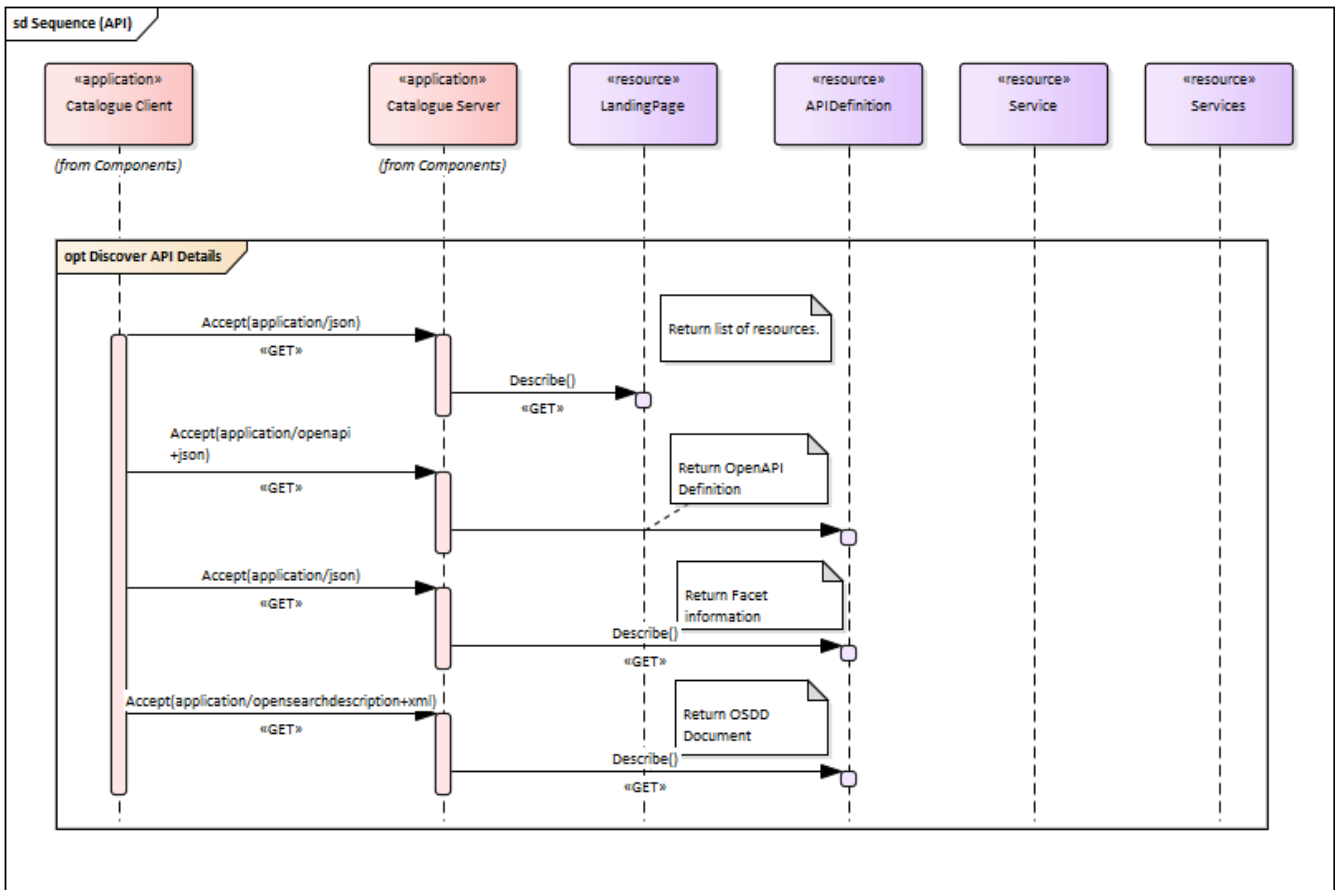 sd Sequence (API)
«application»
Catalogue Client
(from Components)
«application»
Catalogue Server
(from Components)
«resource»
LandingPage
«resource»
APIDefinition
«resource»
Service
«resource»
Services
opt Discover API Details
Accept(application/json)
«GET»
Return list of resources.
Describe()
«GET»
Accept(application/openapi
+json)
«GET»
Return OpenAPI
Definition
Accept(application/json)
«GET»
Return Facet
information
Describe()
«GET»
Accept(application/opensearchdescription+xml)
«GET»
Return OSDD
Document
Describe()
«GET»